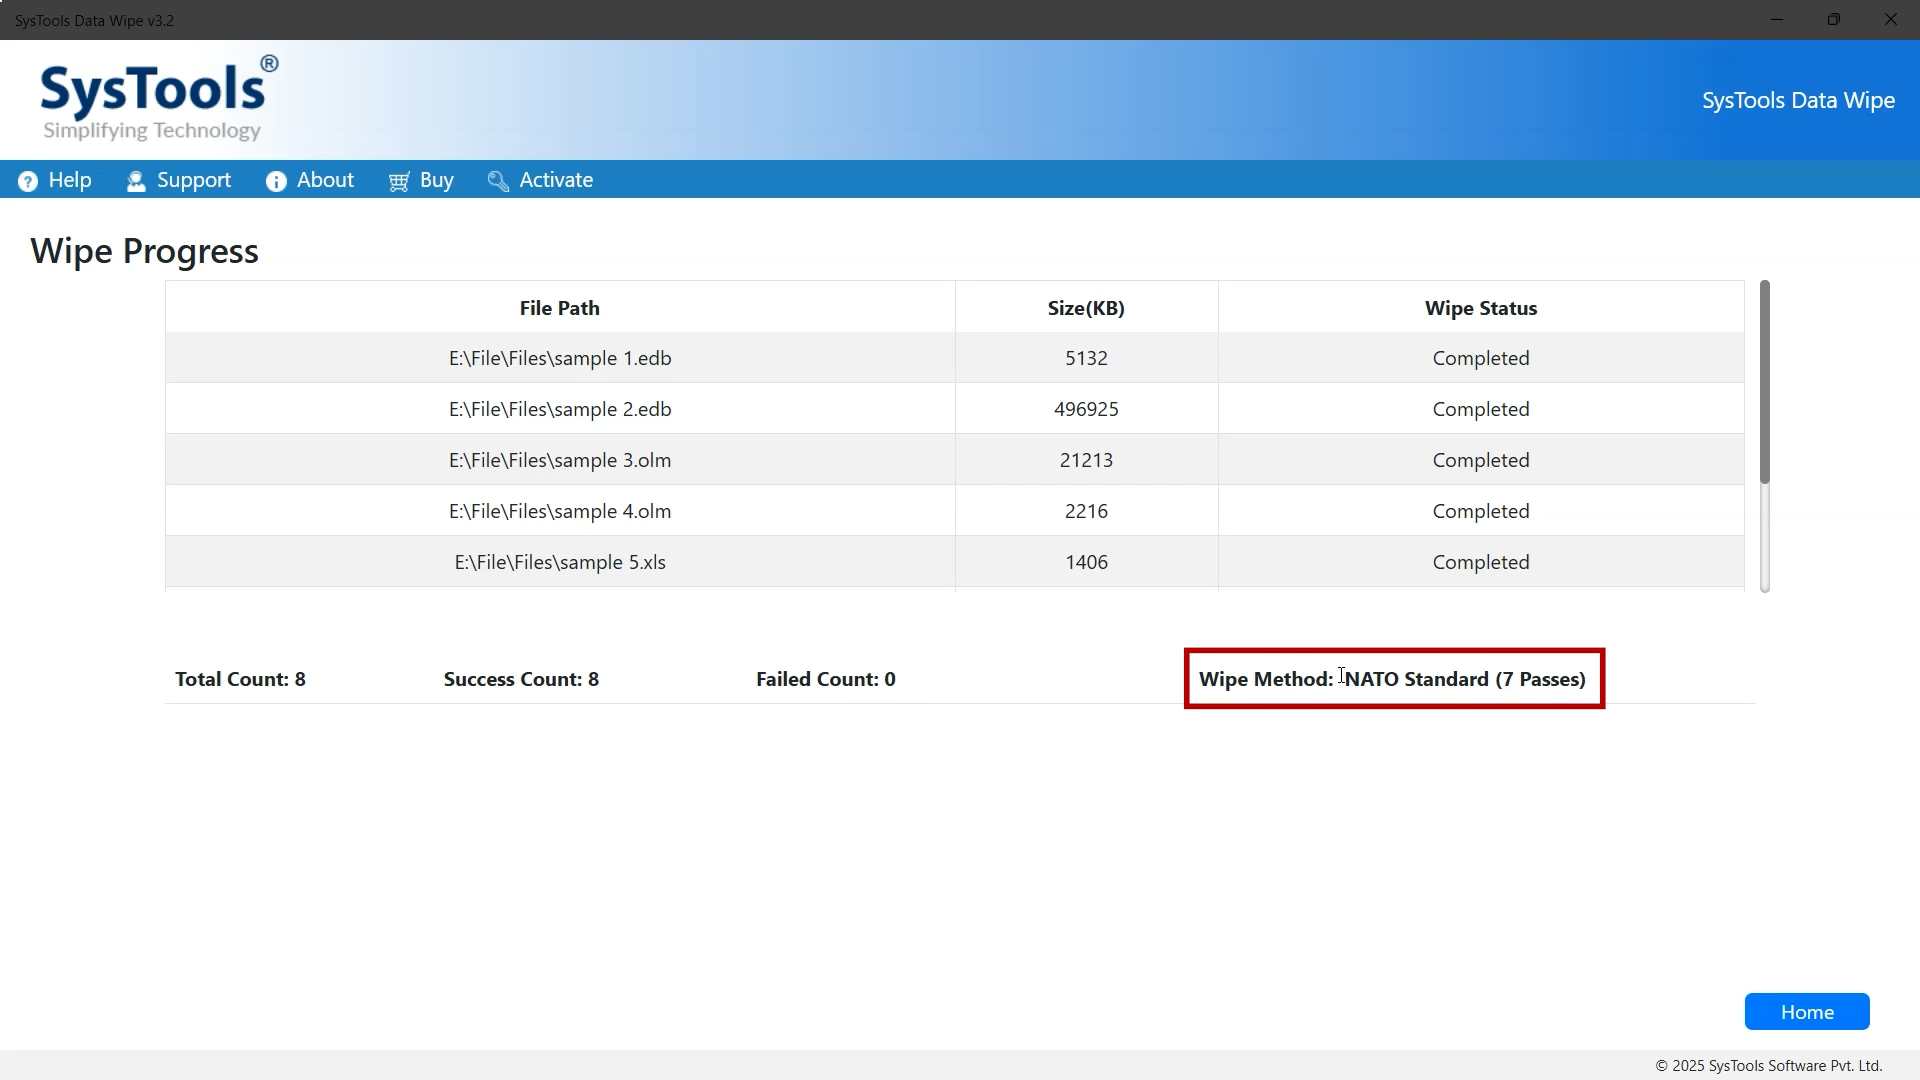 SysTools Data Wipe v3.2
SysTools®
Simplifying Technology
SysTools Data Wipe
Help Support About Buy Activate
Wipe Progress
File Path Size(KB) Wipe Status
E:\File\Files\sample 1.edb 5132 Completed
E:\File\Files\sample 2.edb 496925 Completed
E:\File\Files\sample 3.olm 21213 Completed
E:\File\Files\sample 4.olm 2216 Completed
E:\File\Files\sample 5.xls 1406 Completed
Total Count: 8 Success Count: 8 Failed Count: 0 Wipe Method: NATO Standard (7 Passes)
Home
© 2025 SysTools Software Pvt. Ltd.